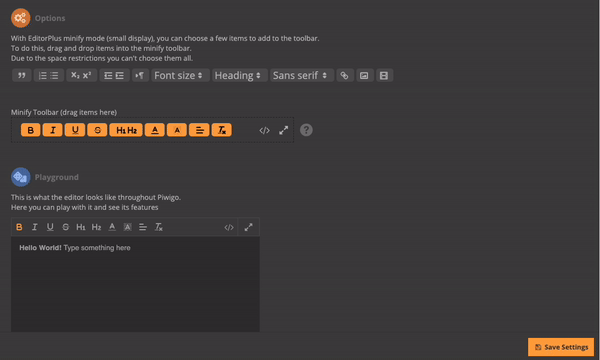 Options
With EditorPlus minify mode (small display), you can choose a few items to add to the toolbar.
To do this, drag and drop items into the minify toolbar.
Due to the space restrictions you can't choose them all.
X₂ X² Font size Heading Sans serif
Minify Toolbar (drag items here)
B I U S H1 H2 A A Tx </> ?
Playground
This is what the editor looks like throughout Piwigo.
Here you can play with it and see its features
B I U S H1 H2 A A Tx </>
Hello World! Type something here
Save Settings